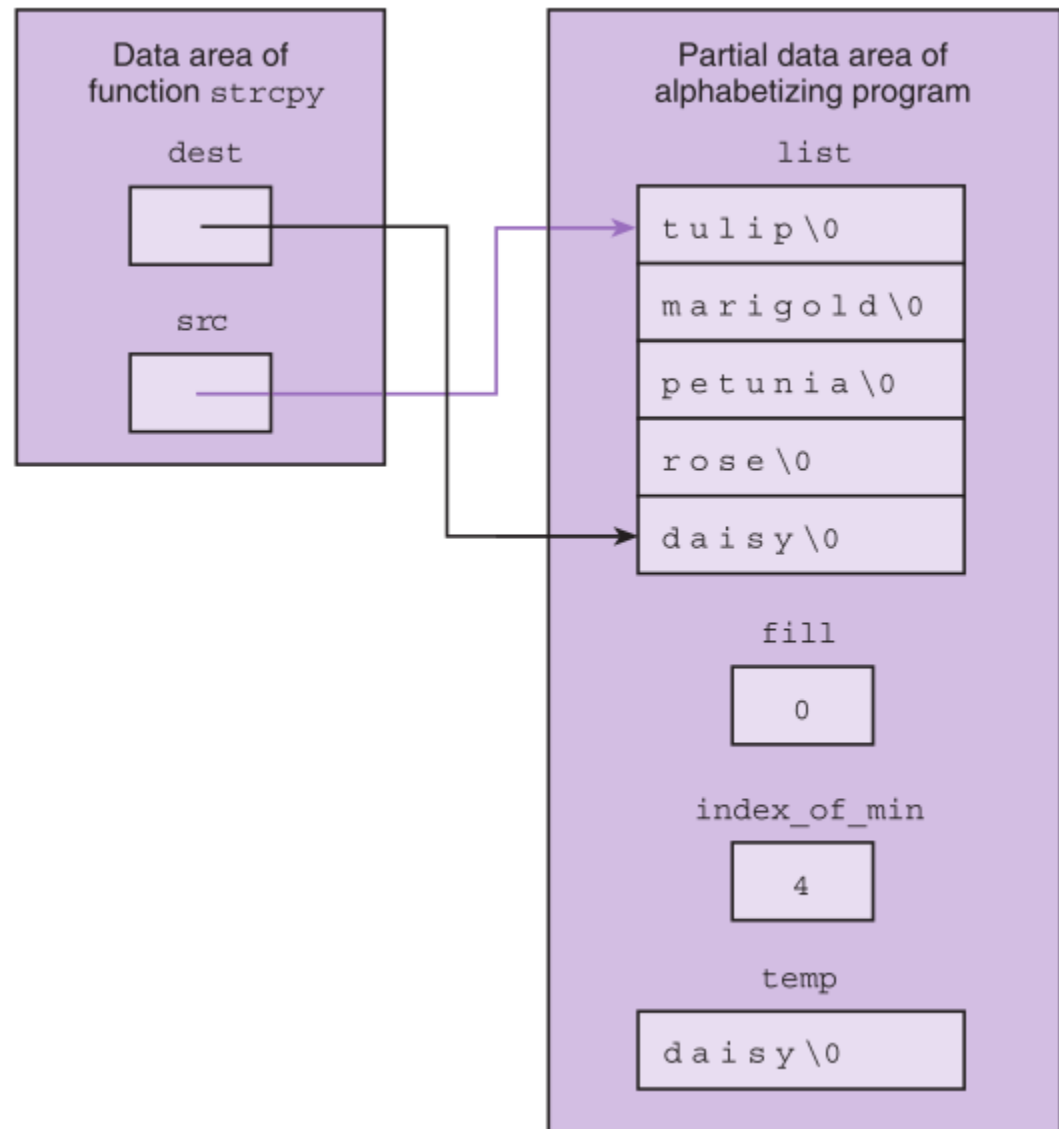 Data area of
function strcpy
dest
src
Partial data area of
alphabetizing program
list
tulip\0
marigold\0
petunia\0
rose\0
daisy\0
fill
0
index_of_min
4
temp
daisy\0